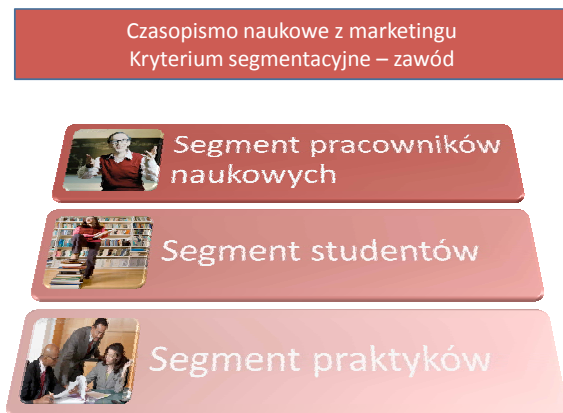 Czasopismo naukowe z marketingu
Kryterium segmentacyjne – zawód
Segment pracowników
naukowych
Segment studentów
Segment praktyków